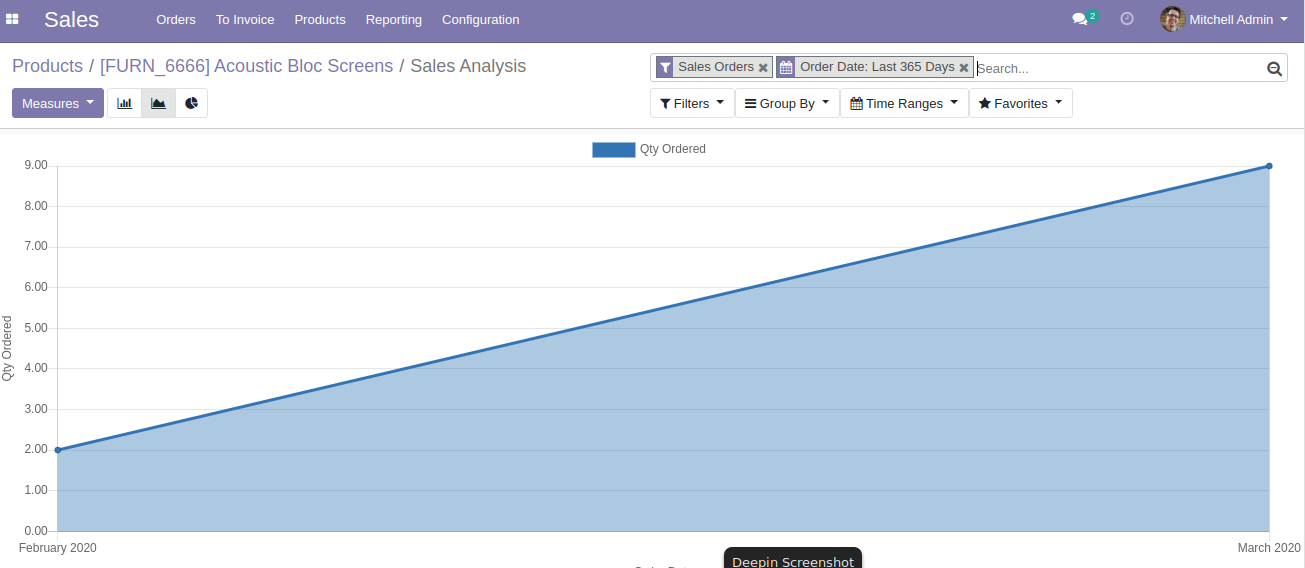 Sales Orders To Invoice Products Reporting Configuration 2 Mitchell Admin
Products / [FURN_6666] Acoustic Bloc Screens / Sales Analysis
Sales Orders Order Date: Last 365 Days Search...
Measures Filters Group By Time Ranges Favorites
Qty Ordered
9.00
8.00
7.00
6.00
5.00
4.00
3.00
2.00
1.00
0.00
Qty Ordered
February 2020 March 2020
Deepin Screenshot